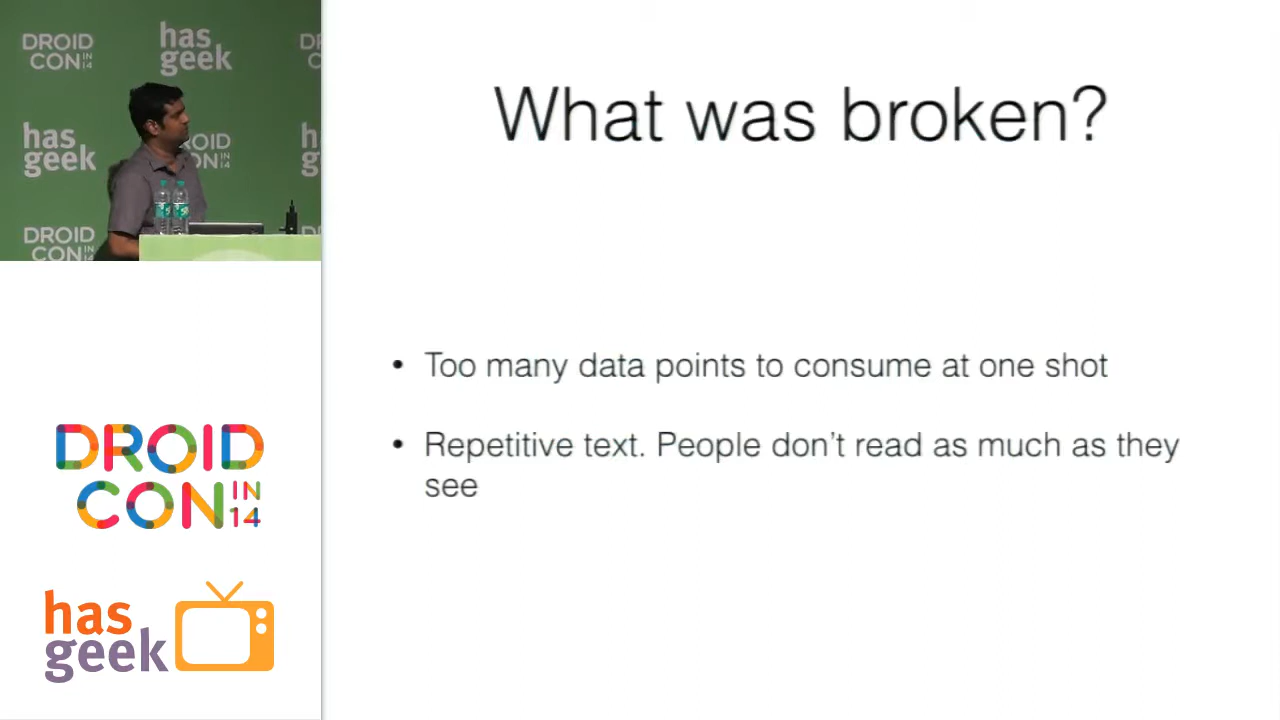 DROID
CON IN 14
has
geek
has
geek
DROID
CON IN 14
What was broken?
• Too many data points to consume at one shot
• Repetitive text. People don’t read as much as they
see
DROID
CON IN 14
has
geek